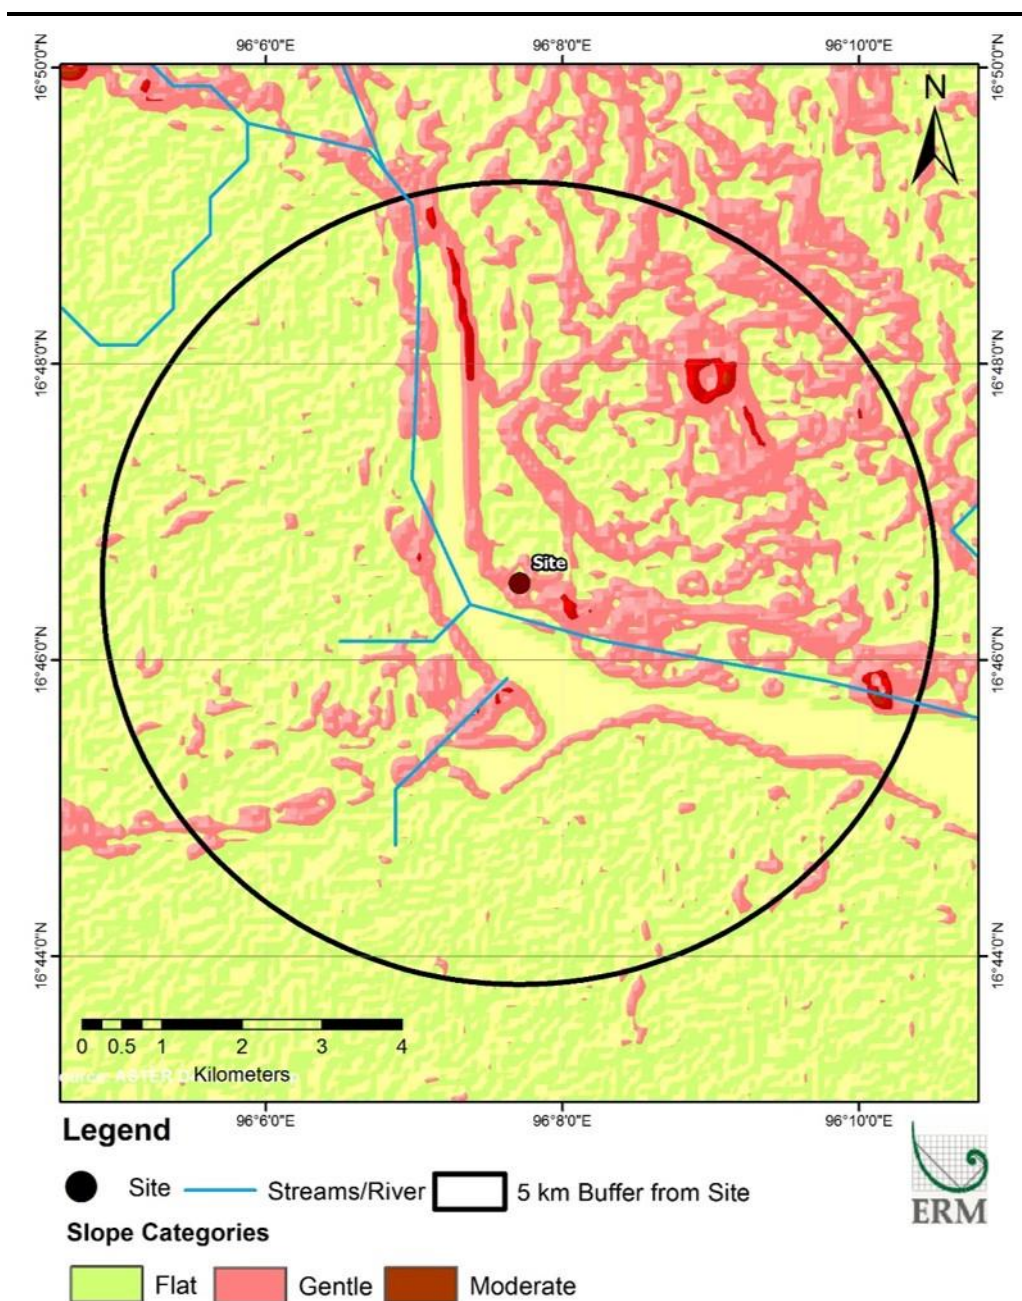 96°6'0"E 96°8'0"E 96°10'0"E
16°50'0"N 16°50'0"N
N
16°48'0"N 16°48'0"N
Site
16°46'0"N 16°46'0"N
16°44'0"N 16°44'0"N
0 0.5 1 2 3 4
Kilometers
ASTER
96°6'0"E 96°8'0"E 96°10'0"E
Legend
Site Streams/River 5 km Buffer from Site
ERM
Slope Categories
Flat Gentle Moderate